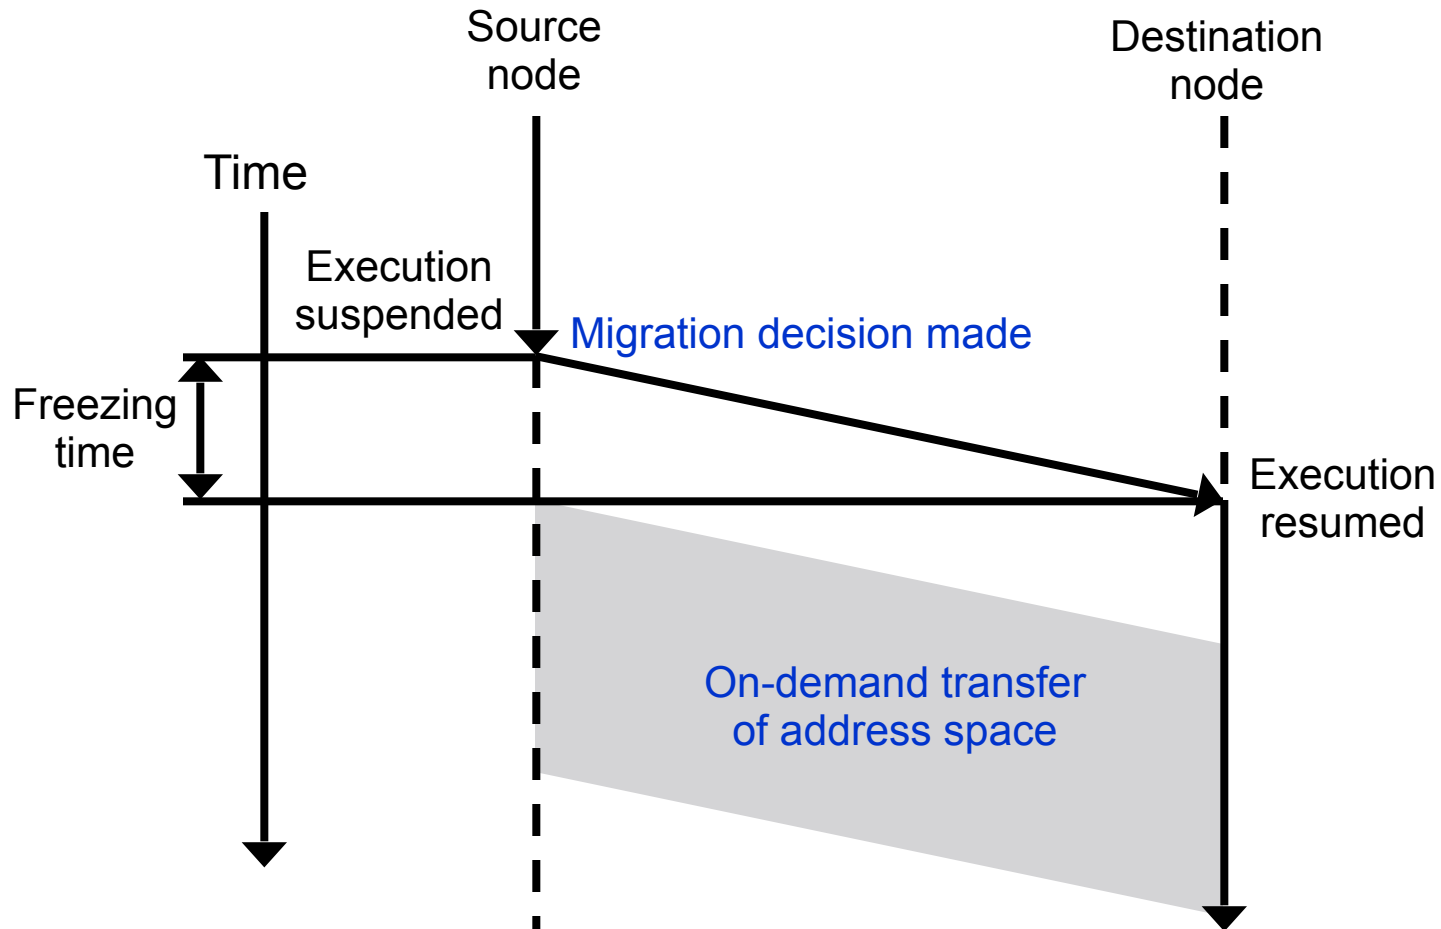 Source
node
Destination
node
Time
Execution
suspended
Migration decision made
Freezing
time
Execution
resumed
On-demand transfer
of address space